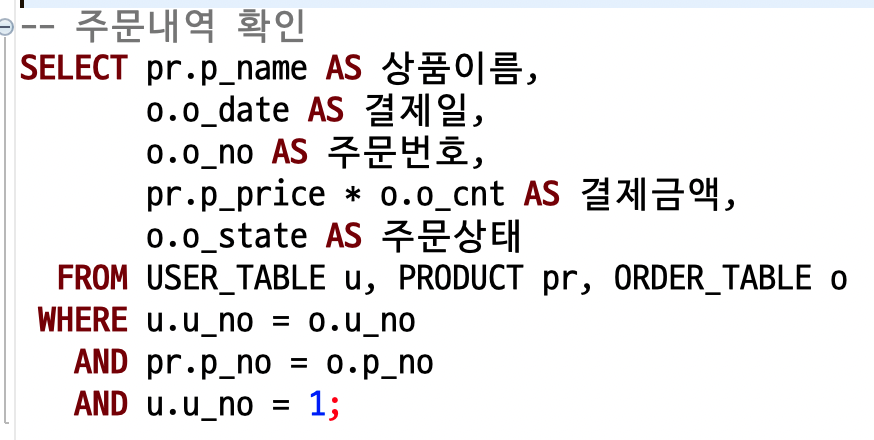 -- 주문내역 확인
SELECT pr.p_name AS 상품이름,
o.o_date AS 결제일,
o.o_no AS 주문번호,
pr.p_price * o.o_cnt AS 결제금액,
o.o_state AS 주문상태
FROM USER_TABLE u, PRODUCT pr, ORDER_TABLE o
WHERE u.u_no = o.u_no
AND pr.p_no = o.p_no
AND u.u_no = 1;